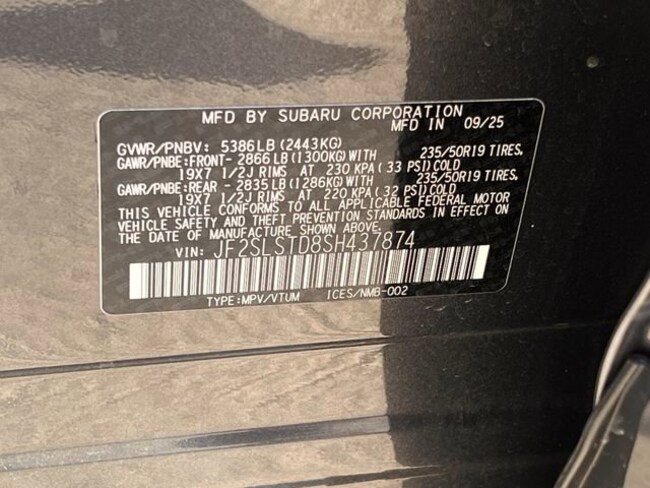 MFD BY SUBARU CORPORATION
MFD IN 09/25
GVWR/PNBV: 5386LB (2443KG)
GAWR/PNBE:FRONT- 2866LB (1300KG) WITH 235/50R19 TIRES,
19X7 1/2J RIMS AT 230 KPA ( 33 PSI) COLD
GAWR/PNBE:REAR - 2835LB (1286KG) WITH 235/50R19 TIRES,
19X7 1/2J RIMS AT 220 KPA ( 32 PSI) COLD
THIS VEHICLE CONFORMS TO ALL APPLICABLE FEDERAL MOTOR
VEHICLE SAFETY AND THEFT PREVENTION STANDARDS IN EFFECT ON
THE DATE OF MANUFACTURE SHOWN ABOVE.
VIN: JF2SLSTD8SH437874
TYPE:MPV/VTUM ICES/NMB-002